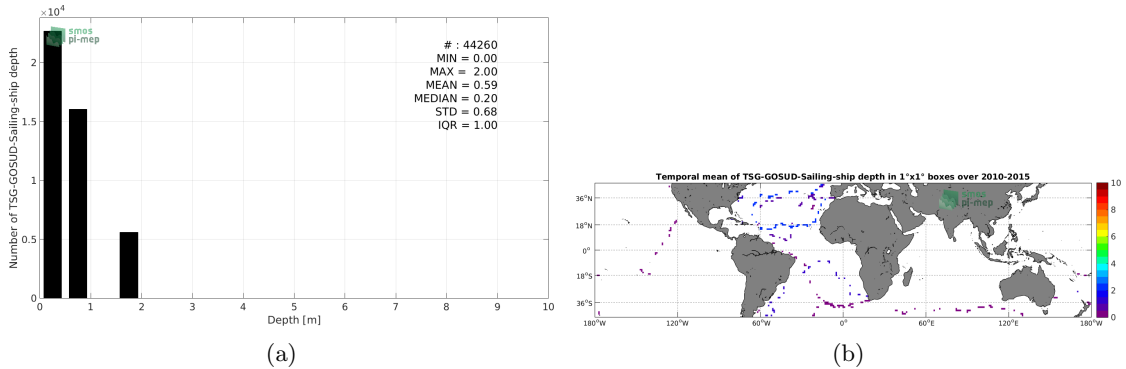 ×10⁴
smos
pi-mep
# : 44260
MIN = 0.00
MAX = 2.00
MEAN = 0.59
MEDIAN = 0.20
STD = 0.68
IQR = 1.00
Number of TSG-GOSUD-Sailing-ship depth
2
1.5
1
0.5
0
0 1 2 3 4 5 6 7 8 9 10
Depth [m]
(a)
Temporal mean of TSG-GOSUD-Sailing-ship depth in 1°x1° boxes over 2010-2015
smos
pi-mep
36°N
18°N
0°
18°S
36°S
180°W 120°W 60°W 0° 60°E 120°E 180°W
10
8
6
4
2
0
(b)